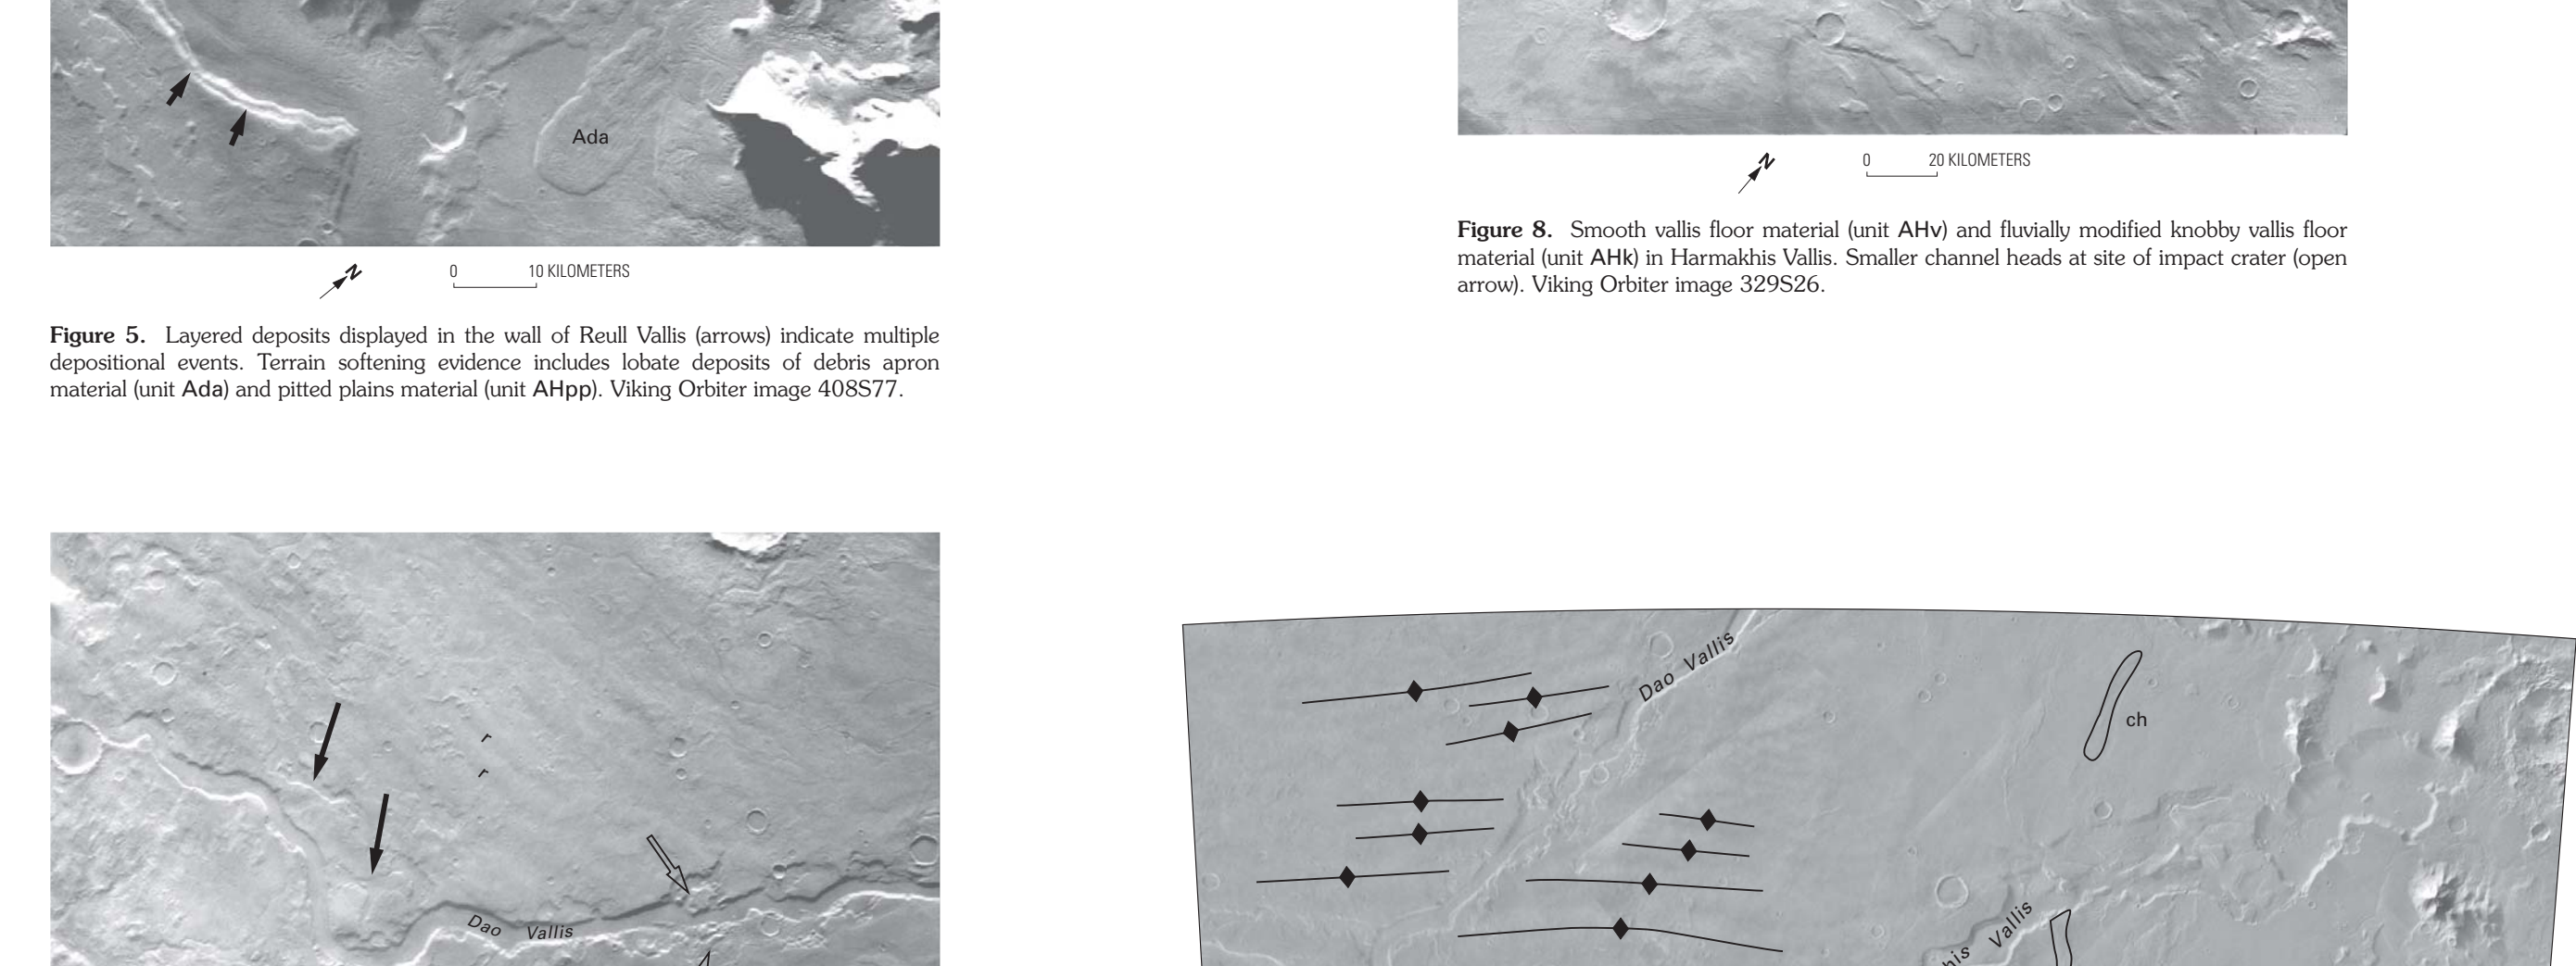 Ada
N
0 10 KILOMETERS
Figure 5. Layered deposits displayed in the wall of Reull Vallis (arrows) indicate multiple
depositional events. Terrain softening evidence includes lobate deposits of debris apron
material (unit Ada) and pitted plains material (unit AHpp). Viking Orbiter image 408S77.
r
r
Dao Vallis
N
0 20 KILOMETERS
Figure 8. Smooth vallis floor material (unit AHv) and fluvially modified knobby vallis floor
material (unit AHk) in Harmakhis Vallis. Smaller channel heads at site of impact crater (open
arrow). Viking Orbiter image 329S26.
Dao Vallis
ch
Vallis